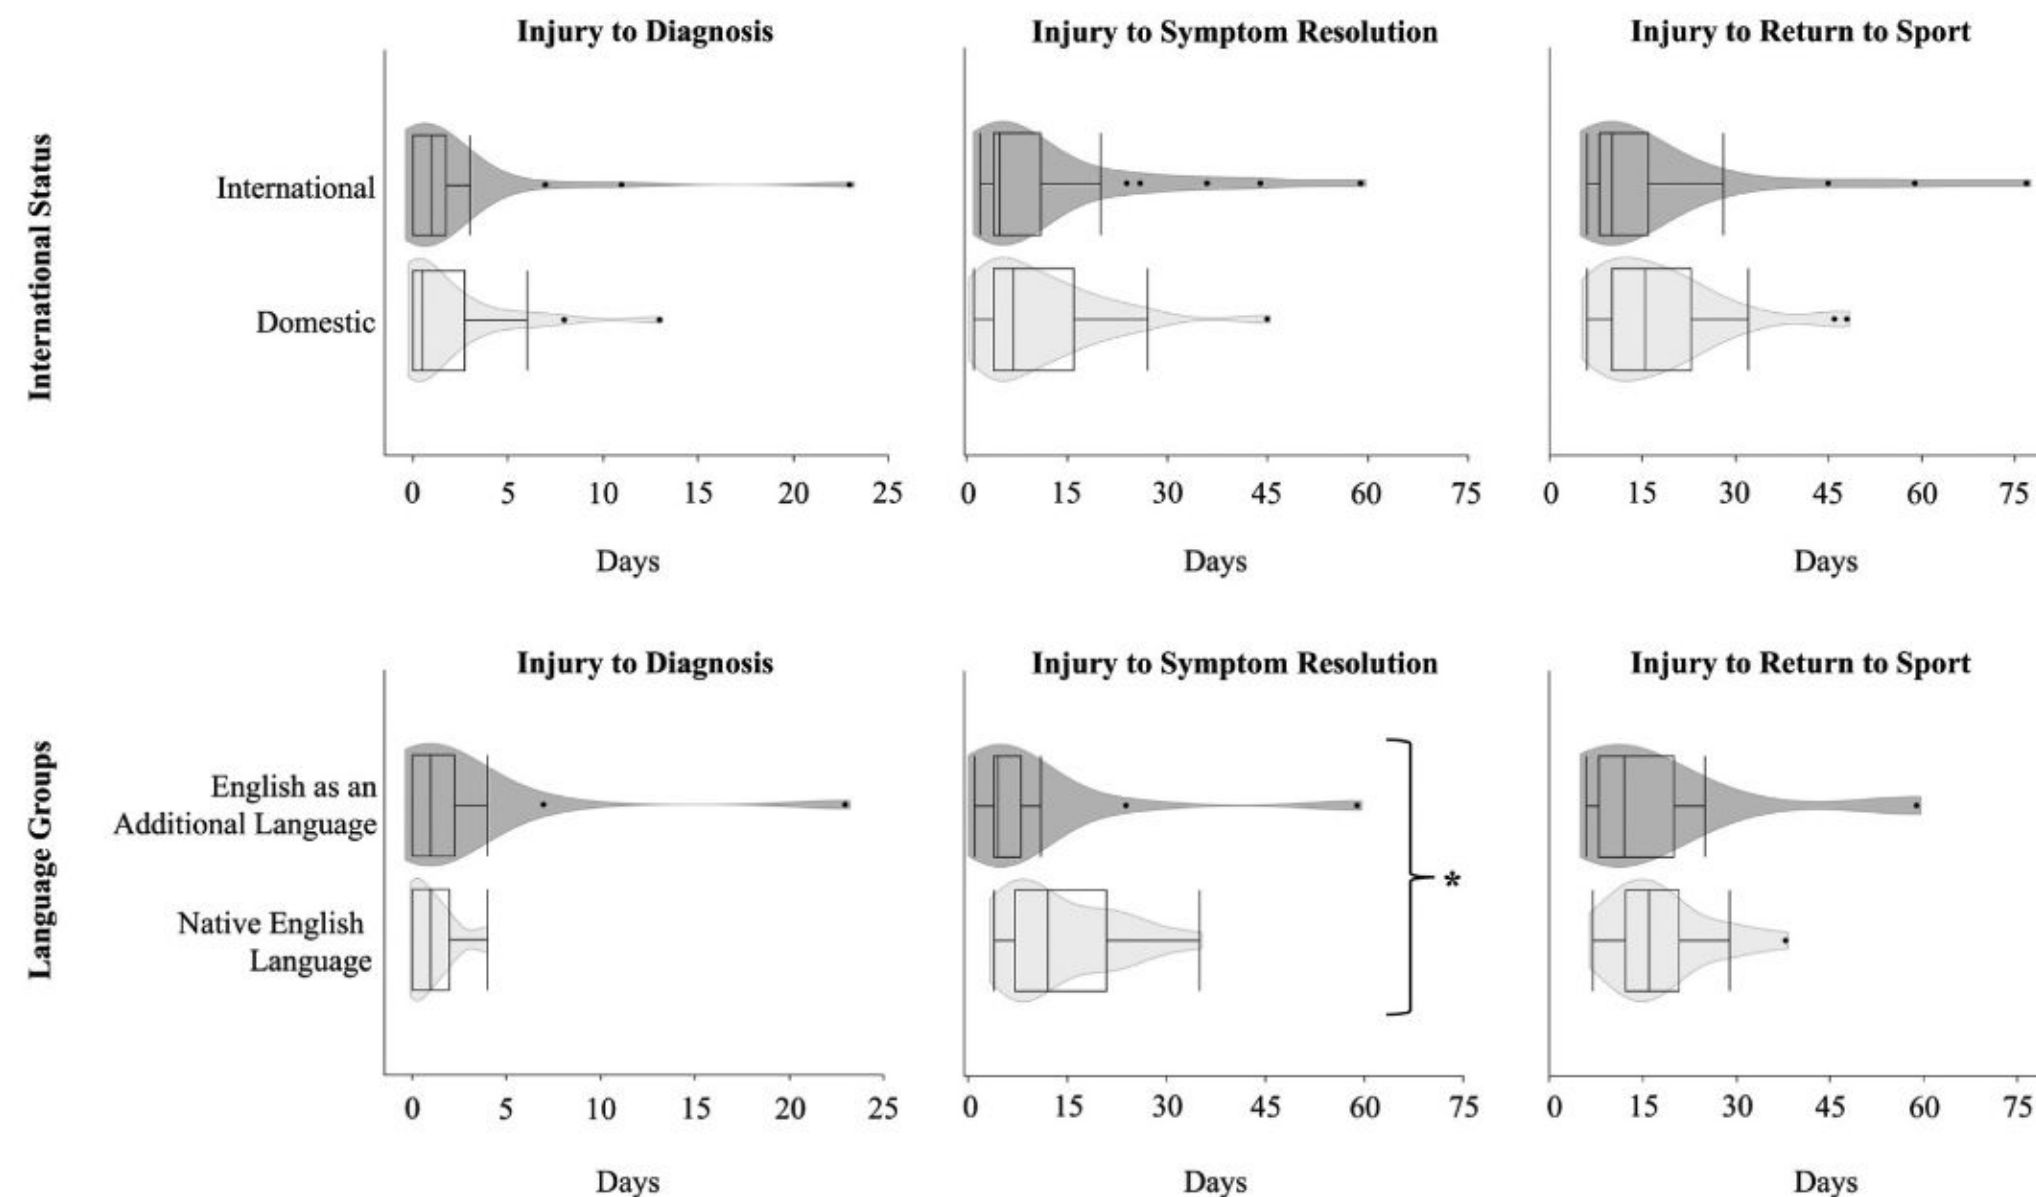 Injury to Diagnosis
Injury to Symptom Resolution
Injury to Return to Sport
International Status
International
Domestic
0 5 10 15 20 25
0 15 30 45 60 75
0 15 30 45 60 75
Days
Days
Days
Injury to Diagnosis
Injury to Symptom Resolution
Injury to Return to Sport
Language Groups
English as an
Additional Language
Native English
Language
*
0 5 10 15 20 25
0 15 30 45 60 75
0 15 30 45 60 75
Days
Days
Days